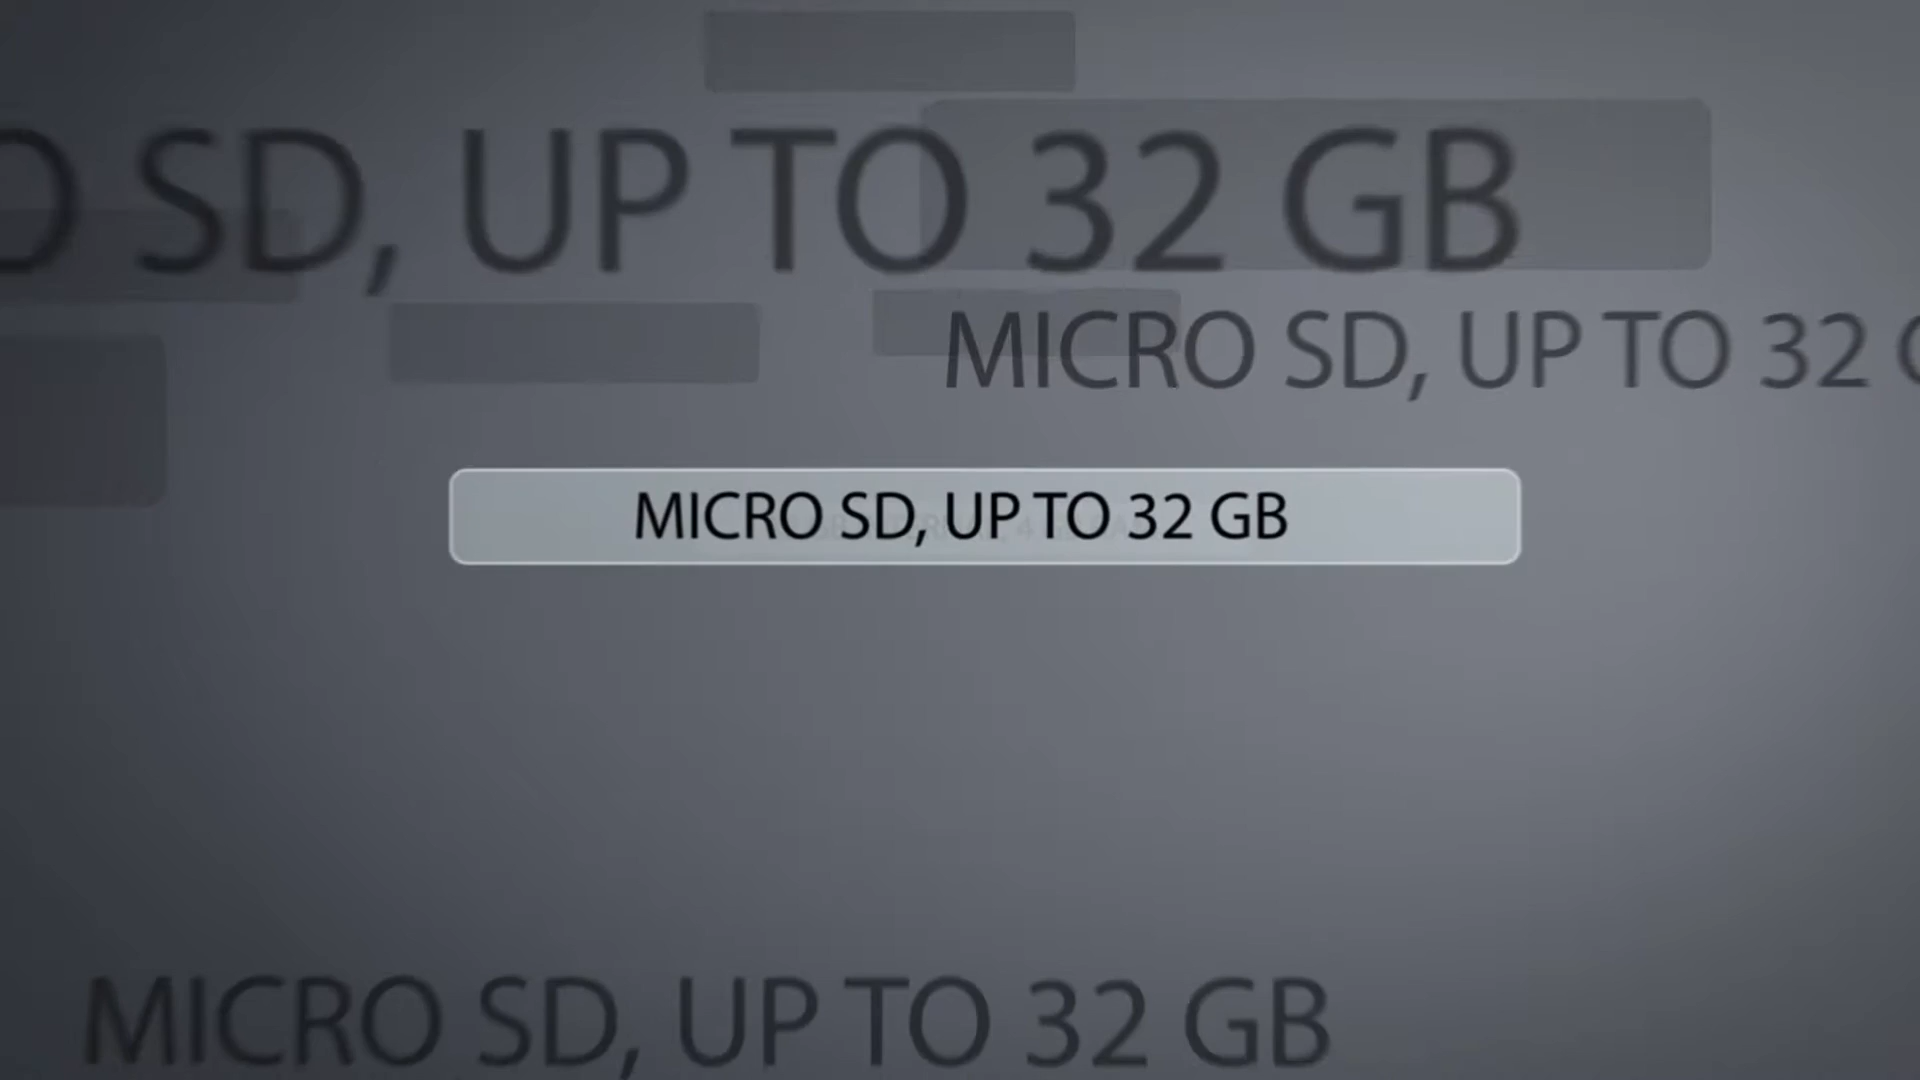 O SD, UP TO 32 GB
MICRO SD, UP TO 32
MICRO SD, UP TO 32 GB
MICRO SD, UP TO 32 GB